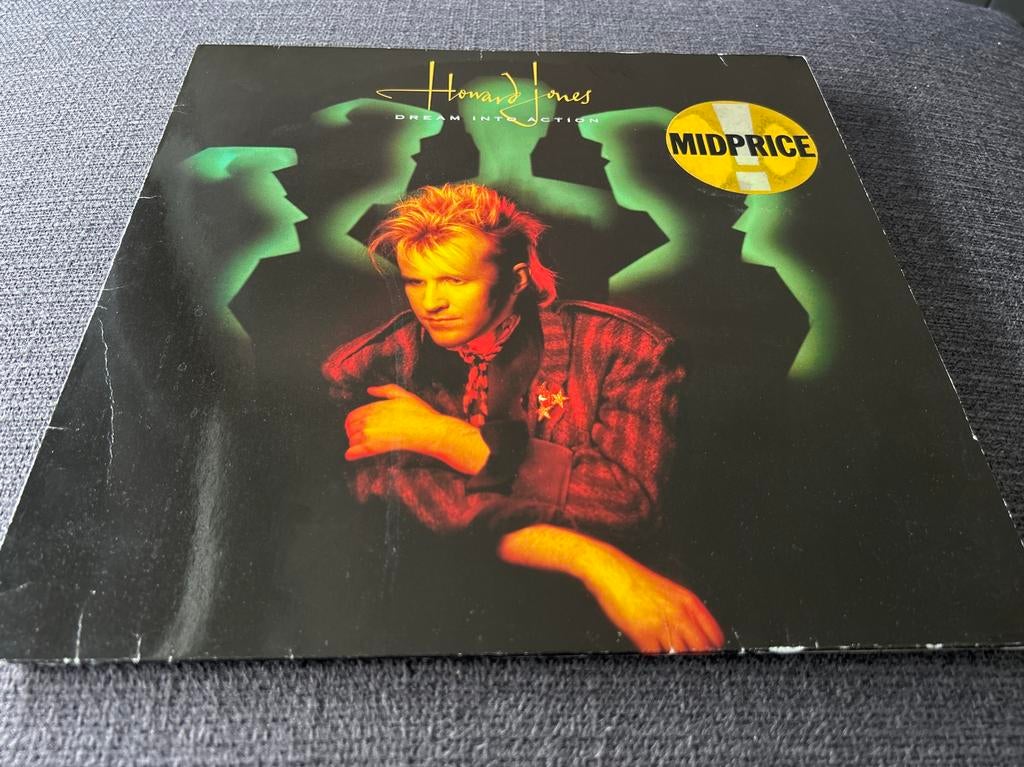 Howard Jones
DREAM INTO ACTION
MIDPRICE
!